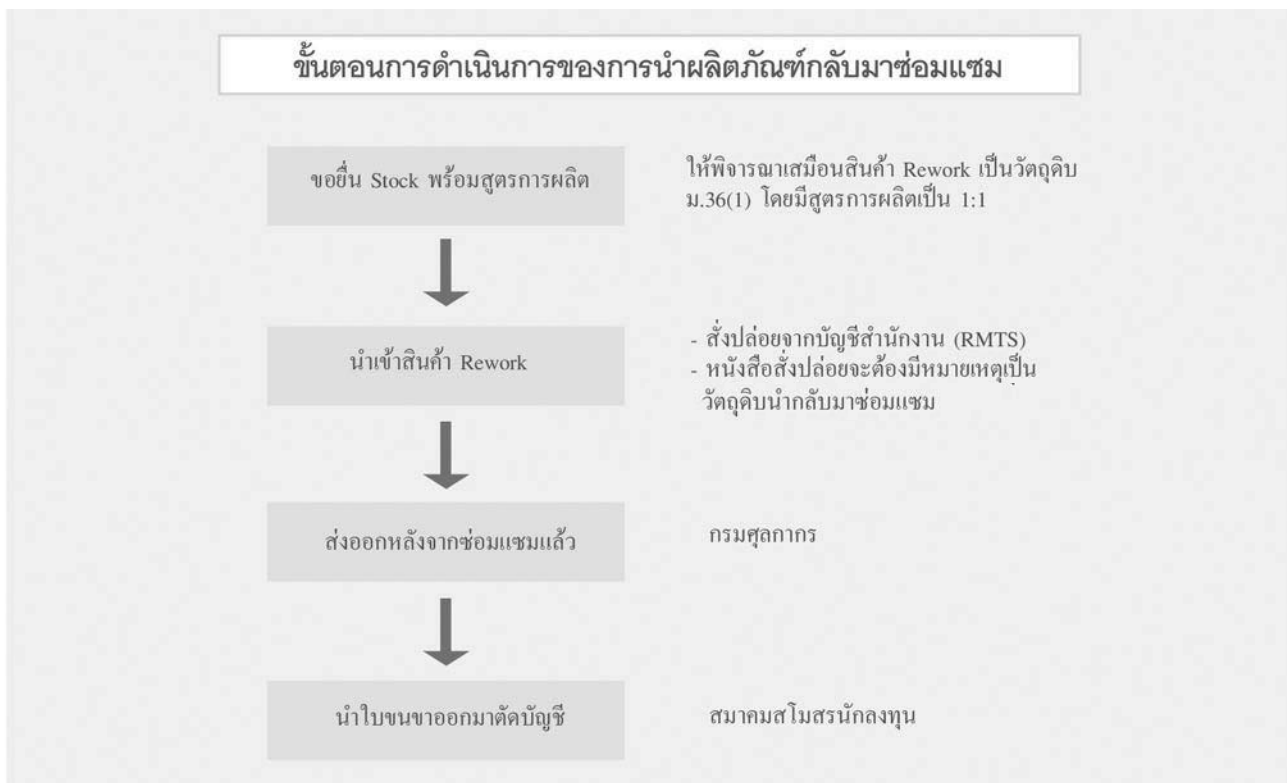 ขั้นตอนการดำเนินการของการนำผลิตภัณฑ์กลับมาซ่อมแซม
ขอยื่น Stock พร้อมสูตรการผลิต
ให้พิจารณาเสมือนสินค้า Rework เป็นวัตถุดิบ
ม.36(1) โดยมีสูตรการผลิตเป็น 1:1
นำเข้าสินค้า Rework
- สั่งปล่อยจากบัญชีสำนักงาน (RMTS)
- หนังสือสั่งปล่อยจะต้องมีหมายเหตุเป็น
วัตถุดิบนำกลับมาซ่อมแซม
ส่งออกหลังจากซ่อมแซมแล้ว
กรมศุลกากร
นำใบขนขาออกมาตัดบัญชี
สมาคมสโมสรนักลงทุน